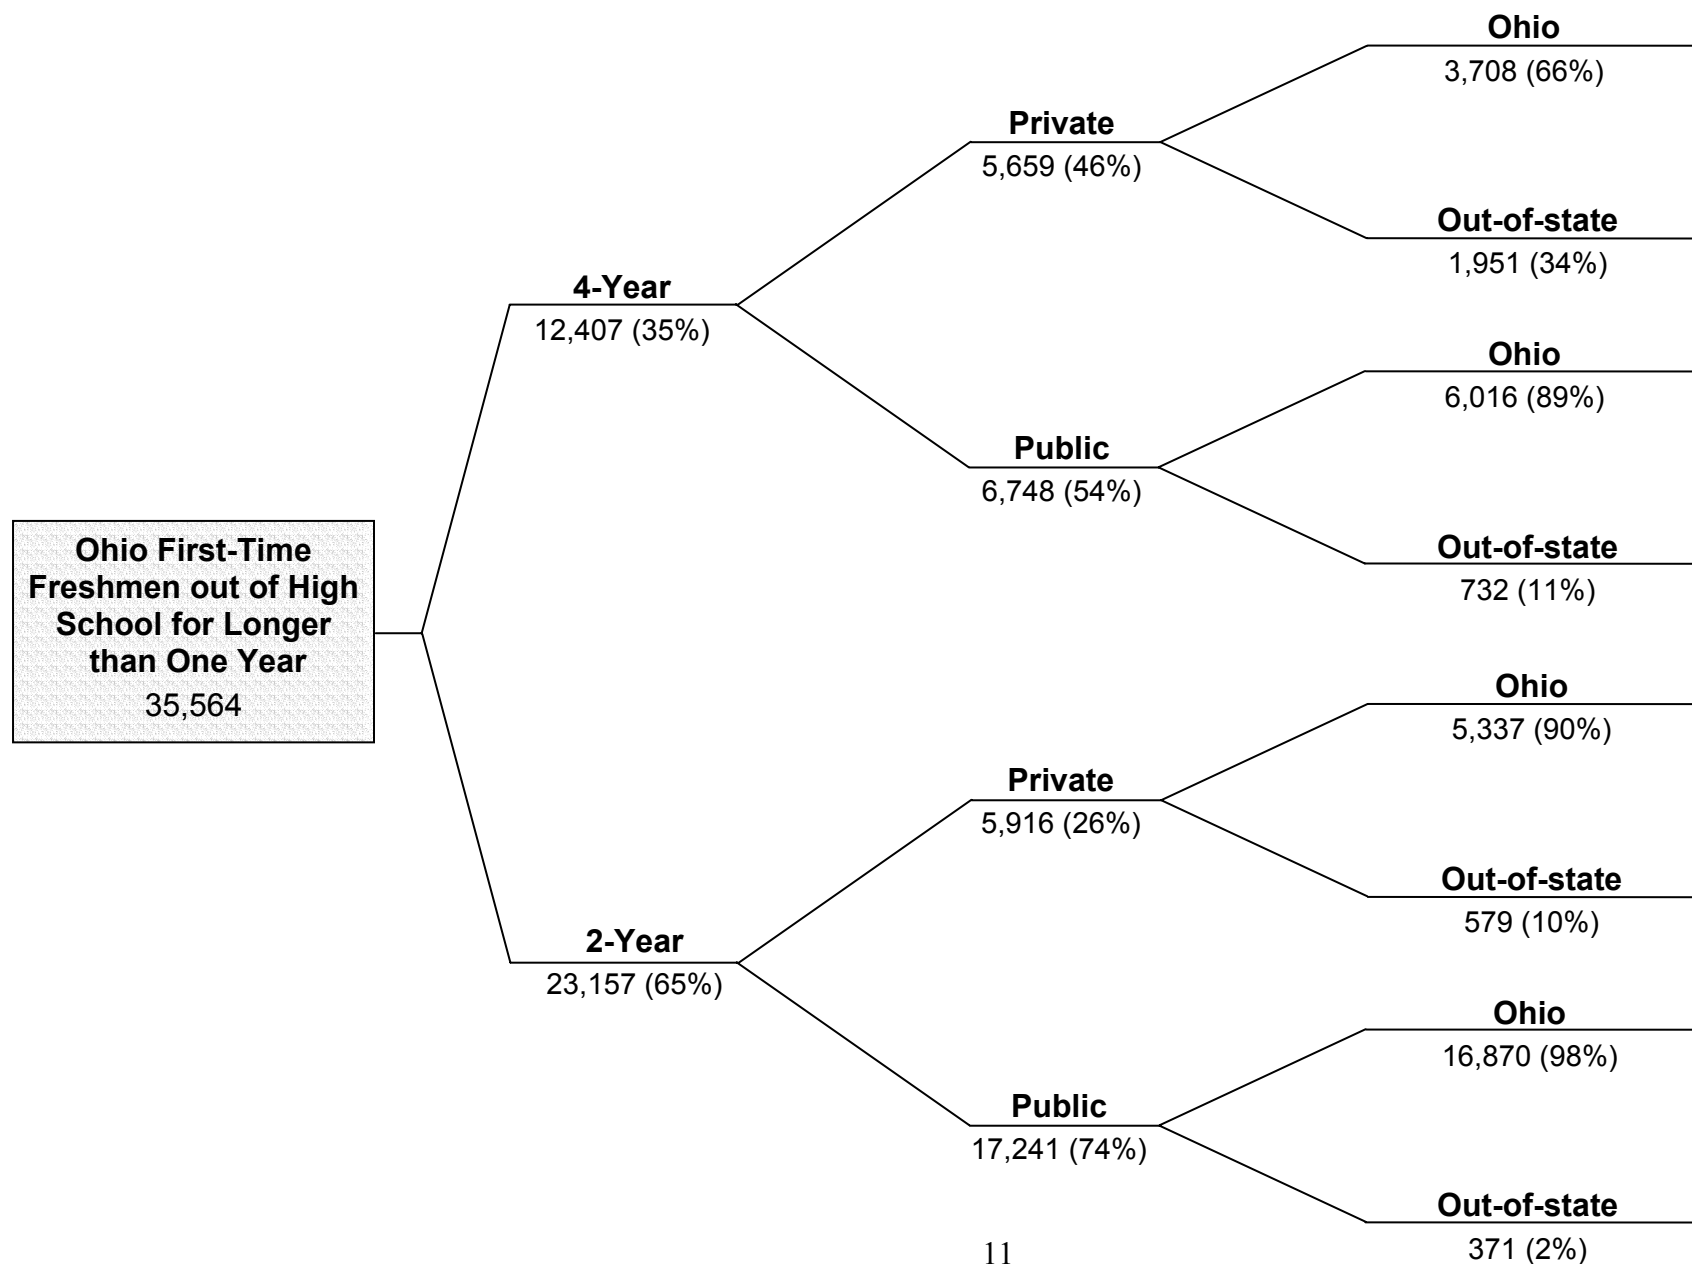 Ohio First-Time
Freshmen out of High
School for Longer
than One Year
35,564
4-Year
12,407 (35%)
Private
5,659 (46%)
Ohio
3,708 (66%)
Out-of-state
1,951 (34%)
Public
6,748 (54%)
Ohio
6,016 (89%)
Out-of-state
732 (11%)
2-Year
23,157 (65%)
Private
5,916 (26%)
Ohio
5,337 (90%)
Out-of-state
579 (10%)
Public
17,241 (74%)
Ohio
16,870 (98%)
Out-of-state
371 (2%)
11